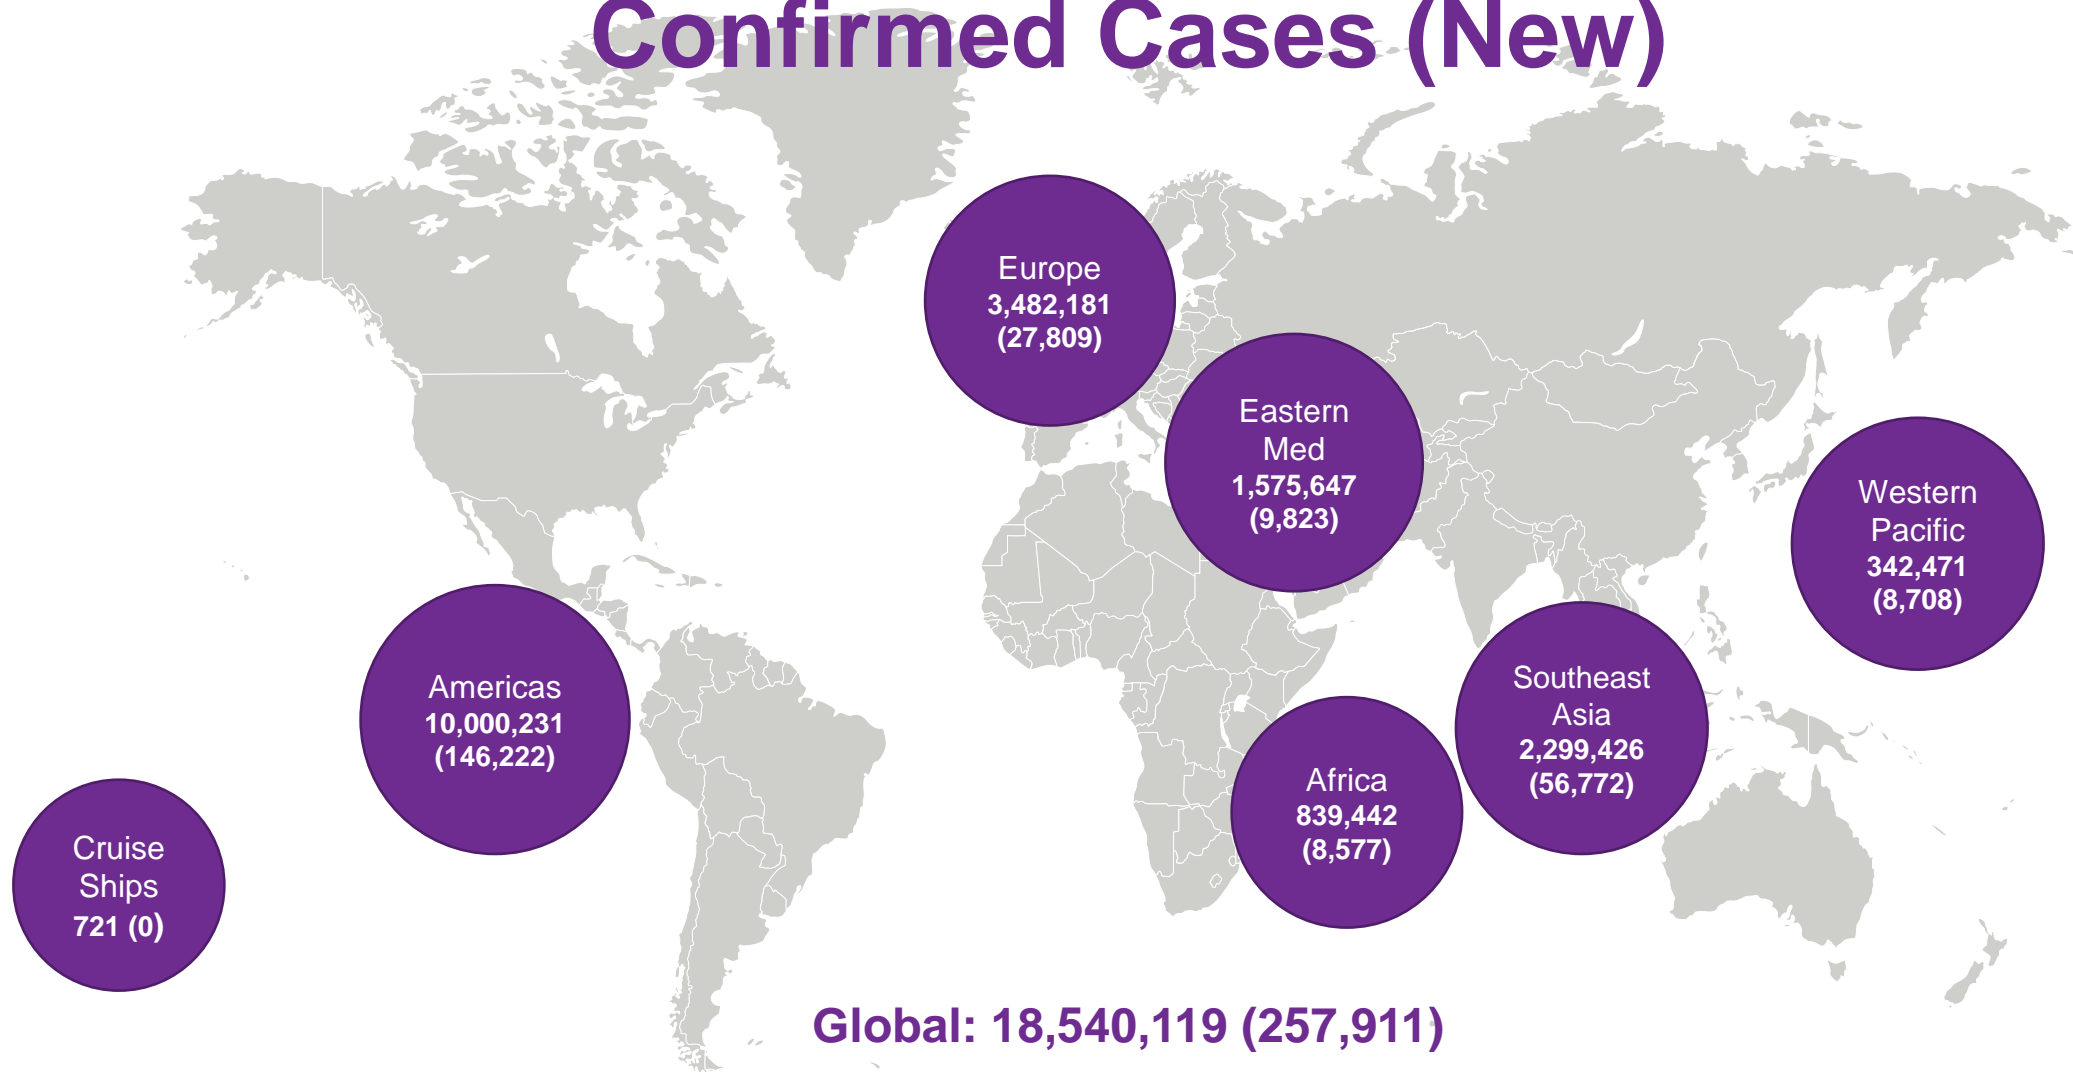 Confirmed Cases (New)
Europe
3,482,181
(27,809)
Eastern
Med
1,575,647
(9,823)
Western
Pacific
342,471
(8,708)
Americas
10,000,231
(146,222)
Southeast
Asia
2,299,426
(56,772)
Africa
839,442
(8,577)
Cruise
Ships
721 (0)
Global: 18,540,119 (257,911)